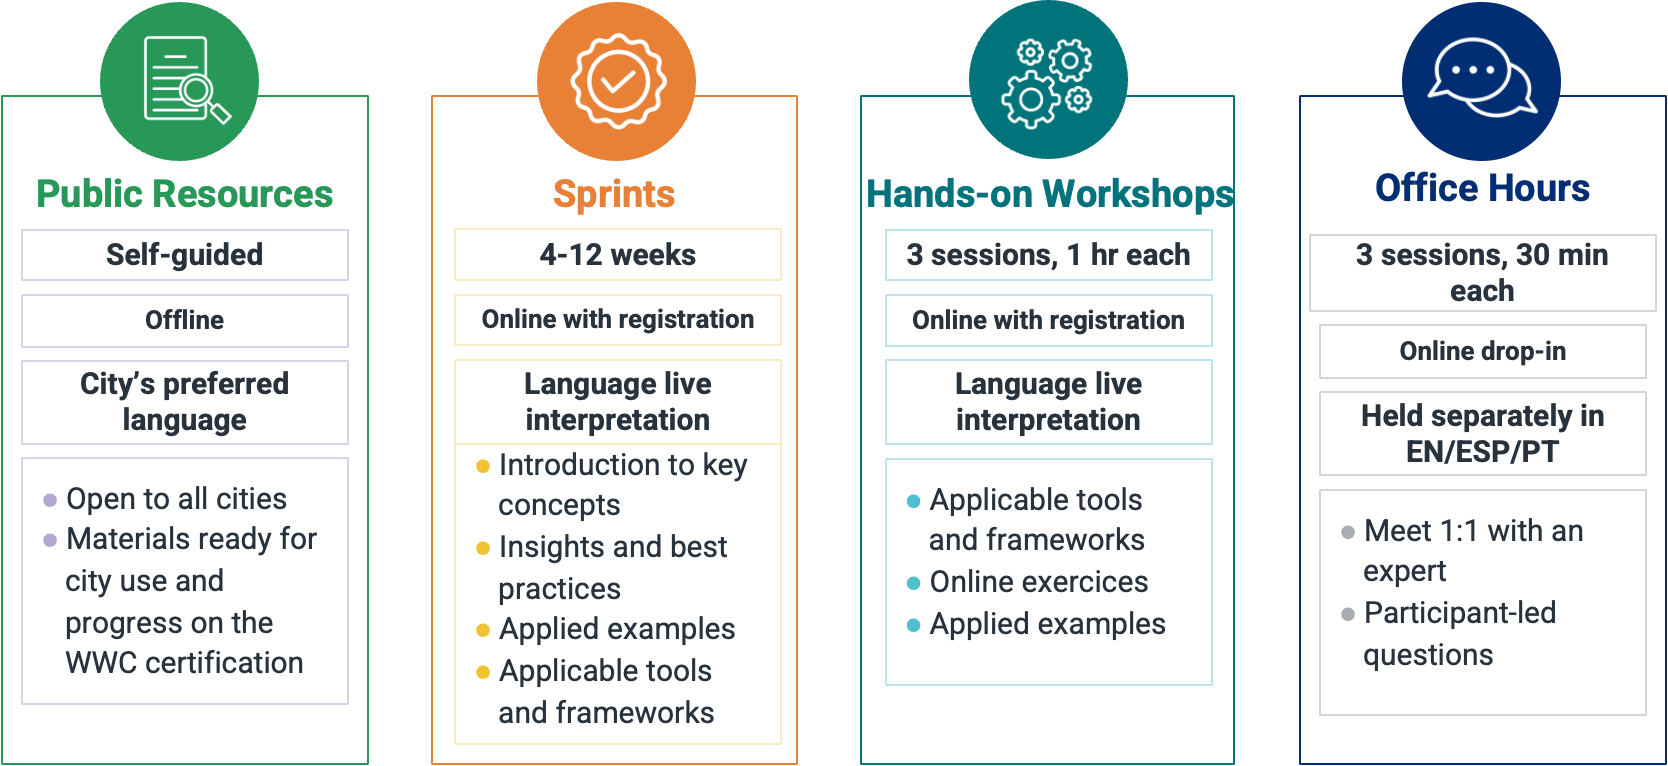 Public Resources
Self-guided
Offline
City’s preferred
language
Open to all cities
Materials ready for
city use and
progress on the
WWC certification
Sprints
4-12 weeks
Online with registration
Language live
interpretation
Introduction to key
concepts
Insights and best
practices
Applied examples
Applicable tools
and frameworks
Hands-on Workshops
3 sessions, 1 hr each
Online with registration
Language live
interpretation
Applicable tools
and frameworks
Online exercices
Applied examples
Office Hours
3 sessions, 30 min
each
Online drop-in
Held separately in
EN/ESP/PT
Meet 1:1 with an
expert
Participant-led
questions